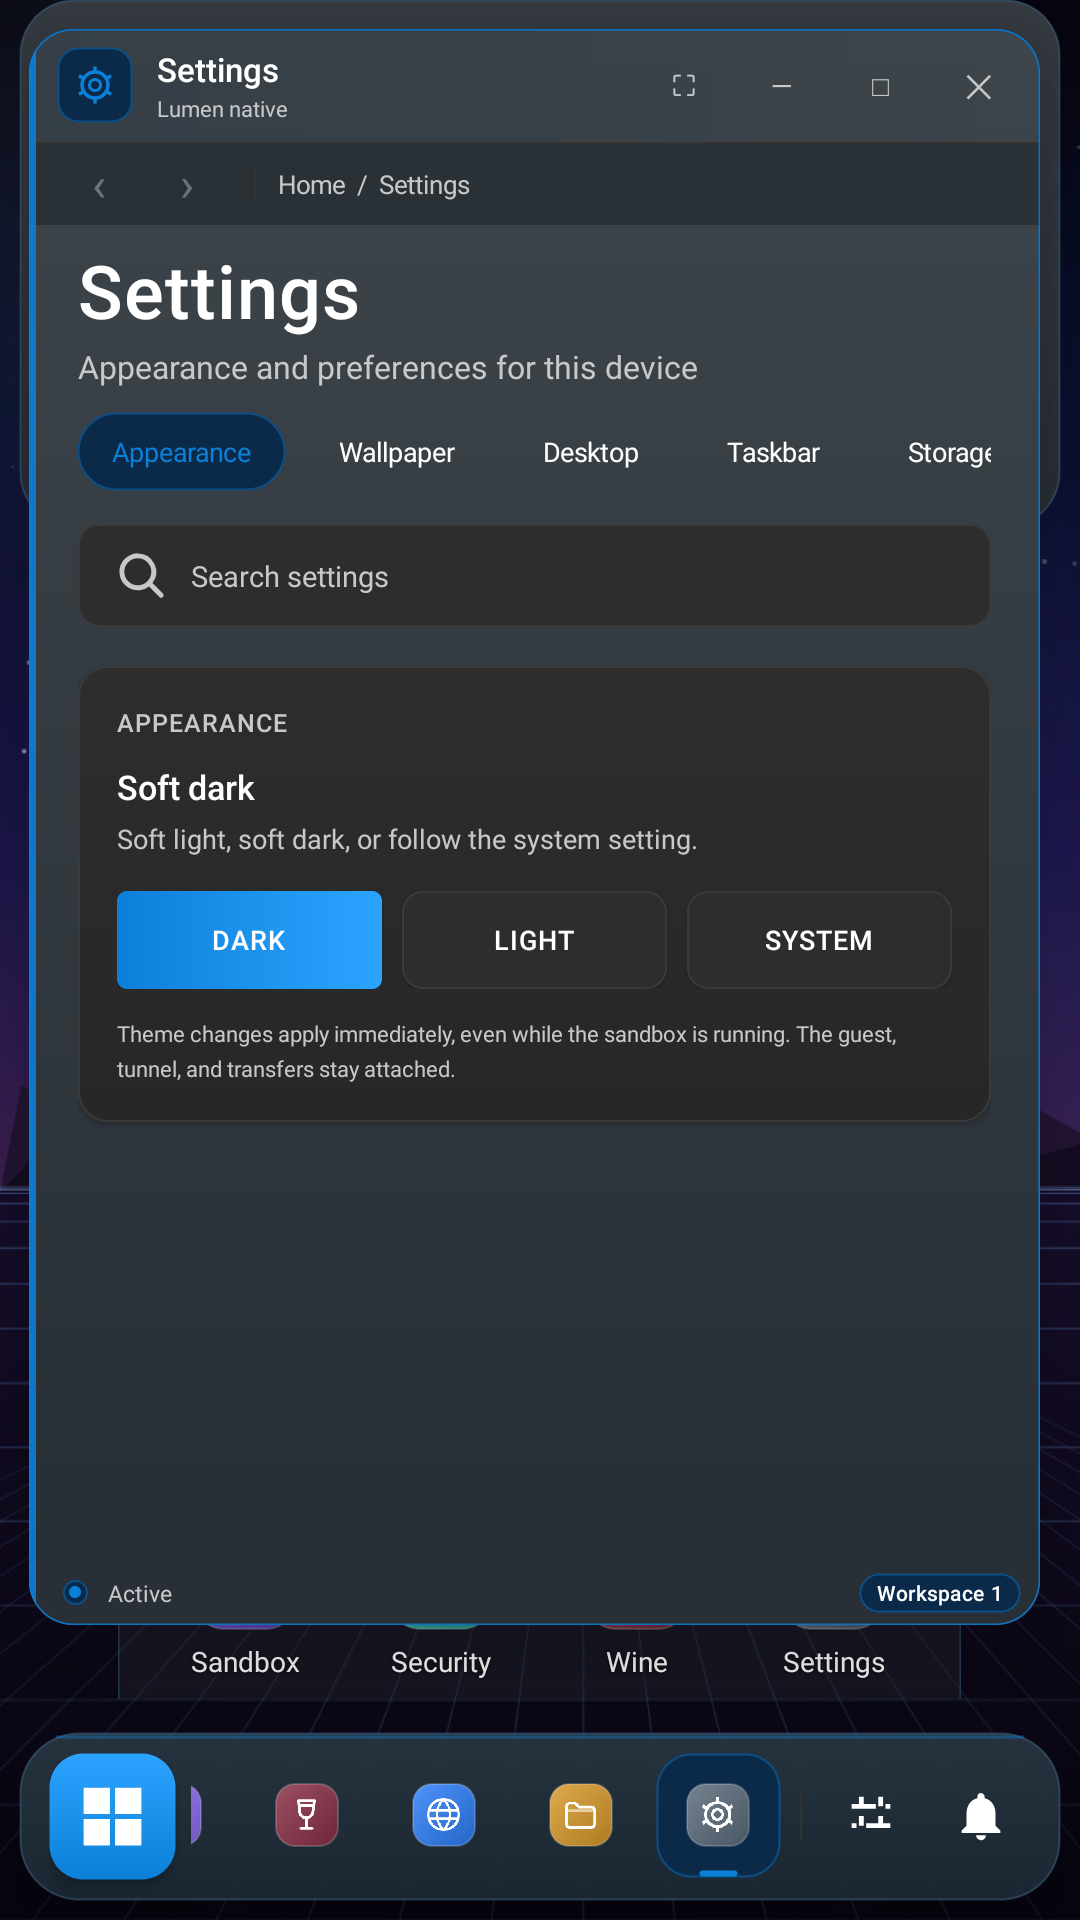 Settings
Lumen native
Home / Settings
Settings
Appearance and preferences for this device
Appearance Wallpaper Desktop Taskbar Storage
Search settings
APPEARANCE
Soft dark
Soft light, soft dark, or follow the system setting.
DARK LIGHT SYSTEM
Theme changes apply immediately, even while the sandbox is running. The guest,
tunnel, and transfers stay attached.
Active Workspace 1
Sandbox Security Wine Settings